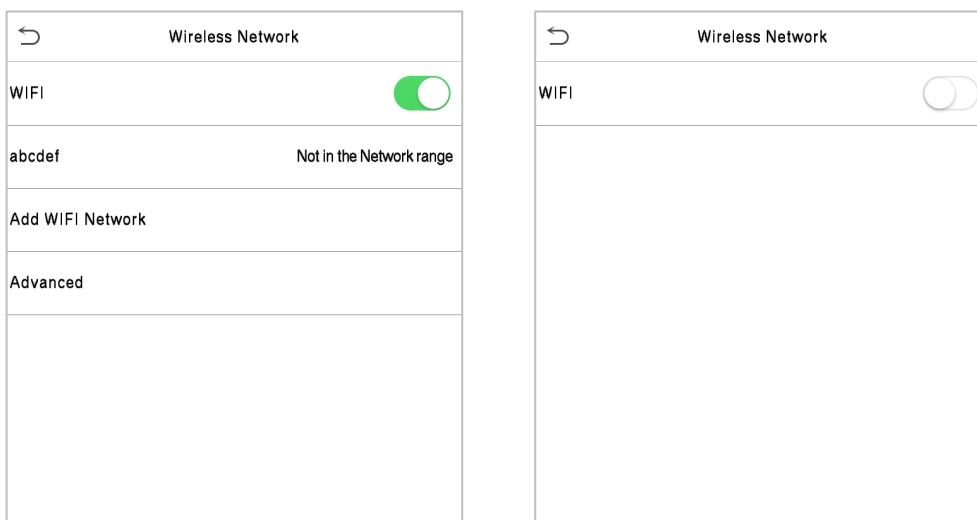 Wireless Network
WIFI
abcdef Not in the Network range
Add WIFI Network
Advanced
Wireless Network
WIFI